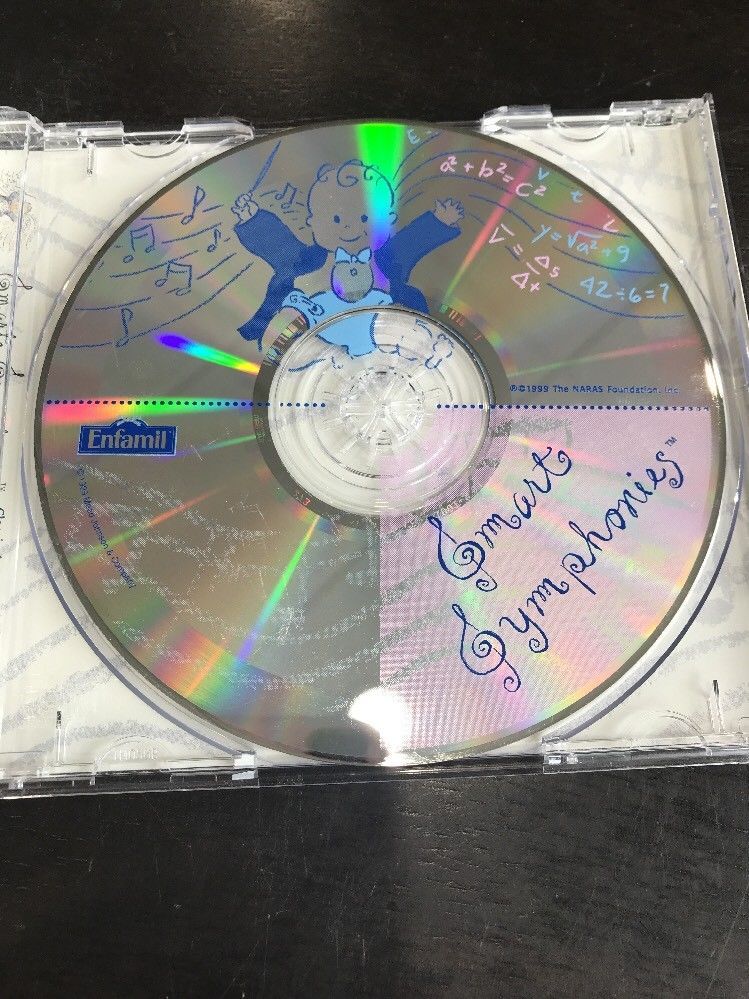 a² + b² = C²
v t
y = √a² + 9
V̄ = Δs
Δt
42 ÷ 6 = 7
℗©1999 The NARAS Foundation, Inc.
Enfamil
Smart
Symphonies™